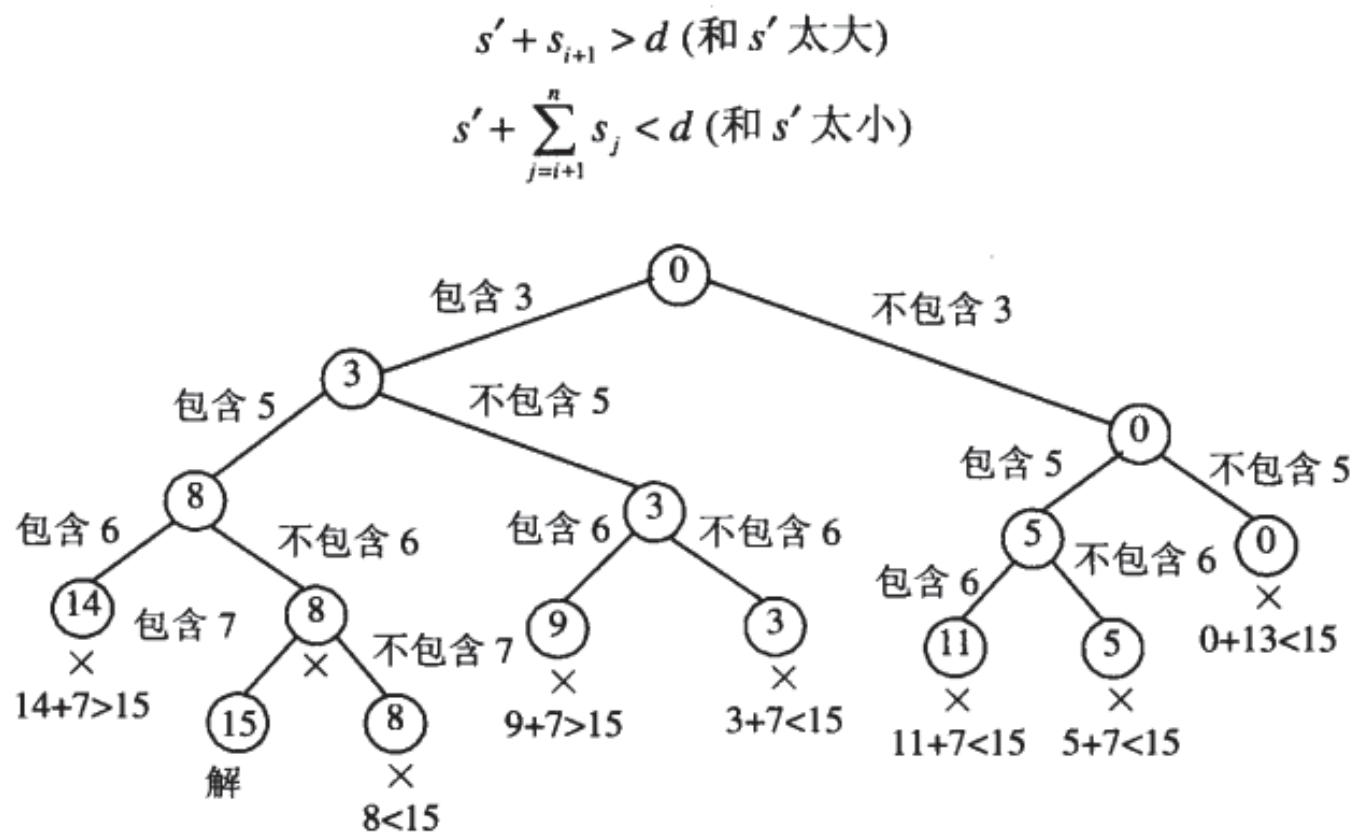 s′ + s_{i+1} > d (和 s′ 太大)
s′ + \sum_{j=i+1}^{n} s_j < d (和 s′ 太小)
0
包含 3
不包含 3
3
包含 5
不包含 5
0
包含 5
不包含 5
8
3
包含 6
不包含 6
包含 6
不包含 6
5
0
包含 6
不包含 6
×
0+13<15
14
包含 7
8
不包含 7
9
3
11
5
×
×
×
×
×
×
14+7>15
15
8
9+7>15
3+7<15
11+7<15
5+7<15
解
×
8<15